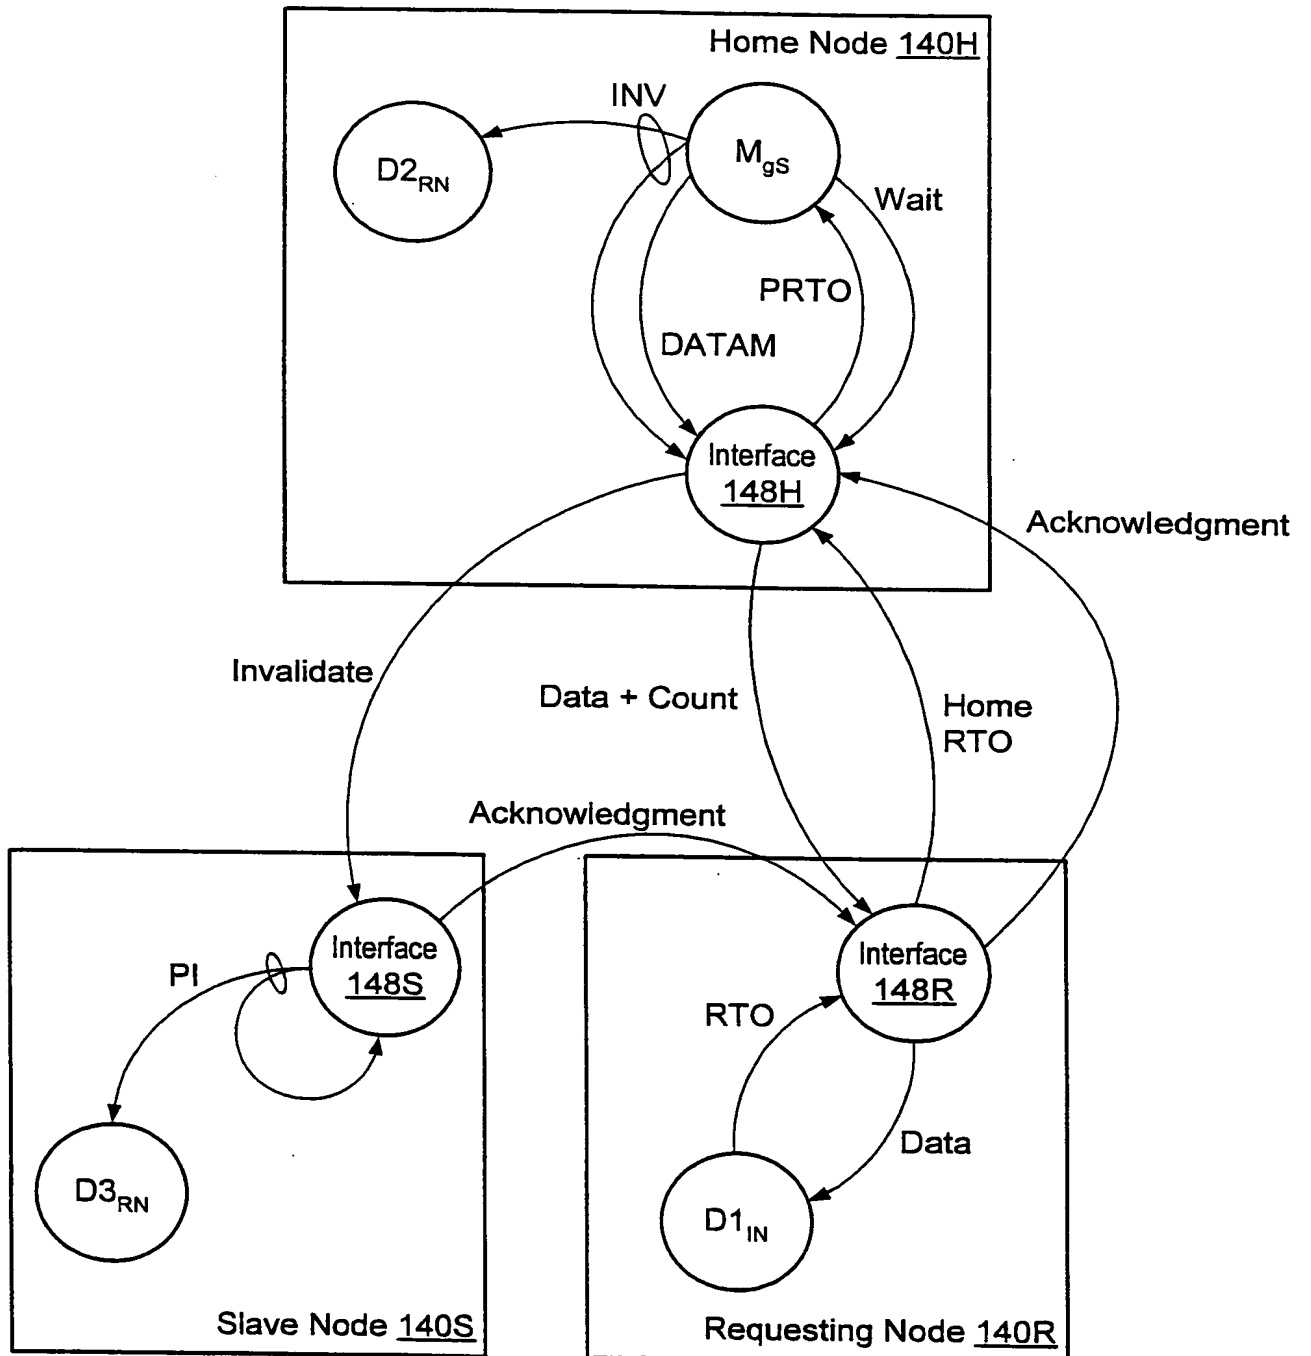 Home Node 140H
INV
D2RN
MgS
Wait
PRTO
DATAM
Interface
148H
Acknowledgment
Invalidate
Data + Count
Home
RTO
Acknowledgment
Interface
148S
PI
Interface
148R
RTO
Data
D3RN
D1IN
Slave Node 140S
Requesting Node 140R